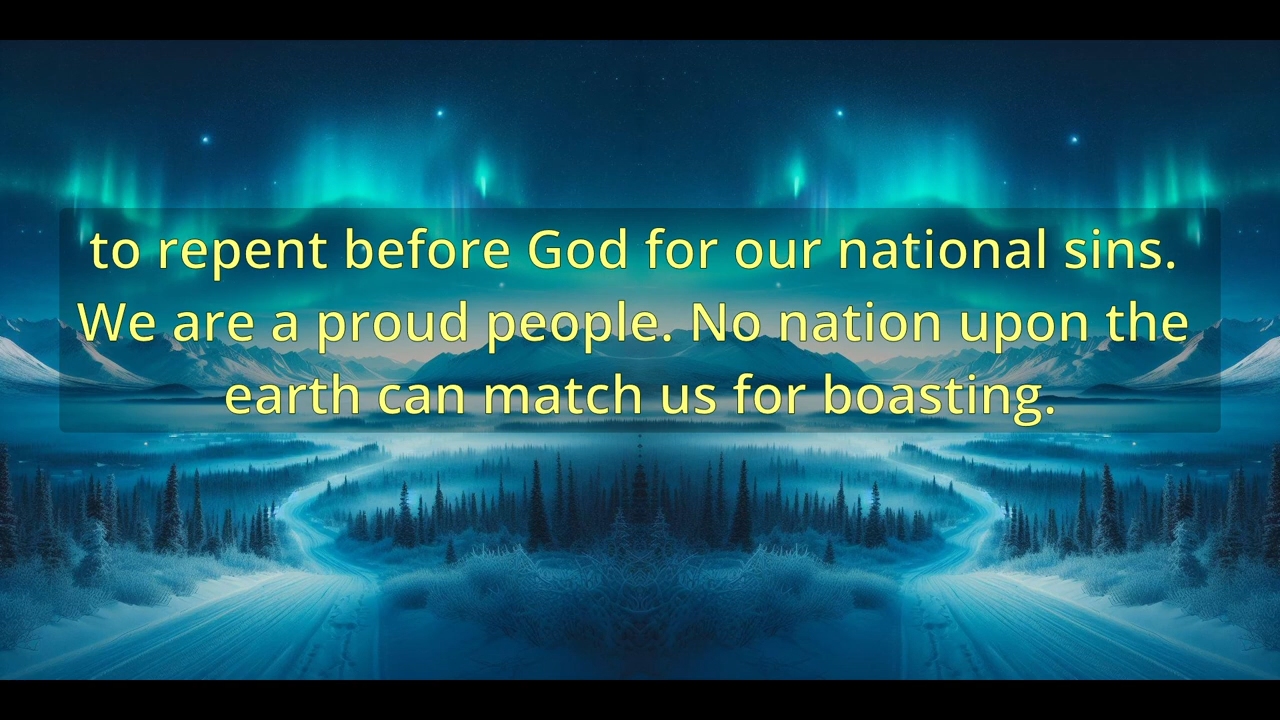 to repent before God for our national sins.
We are a proud people. No nation upon the
earth can match us for boasting.